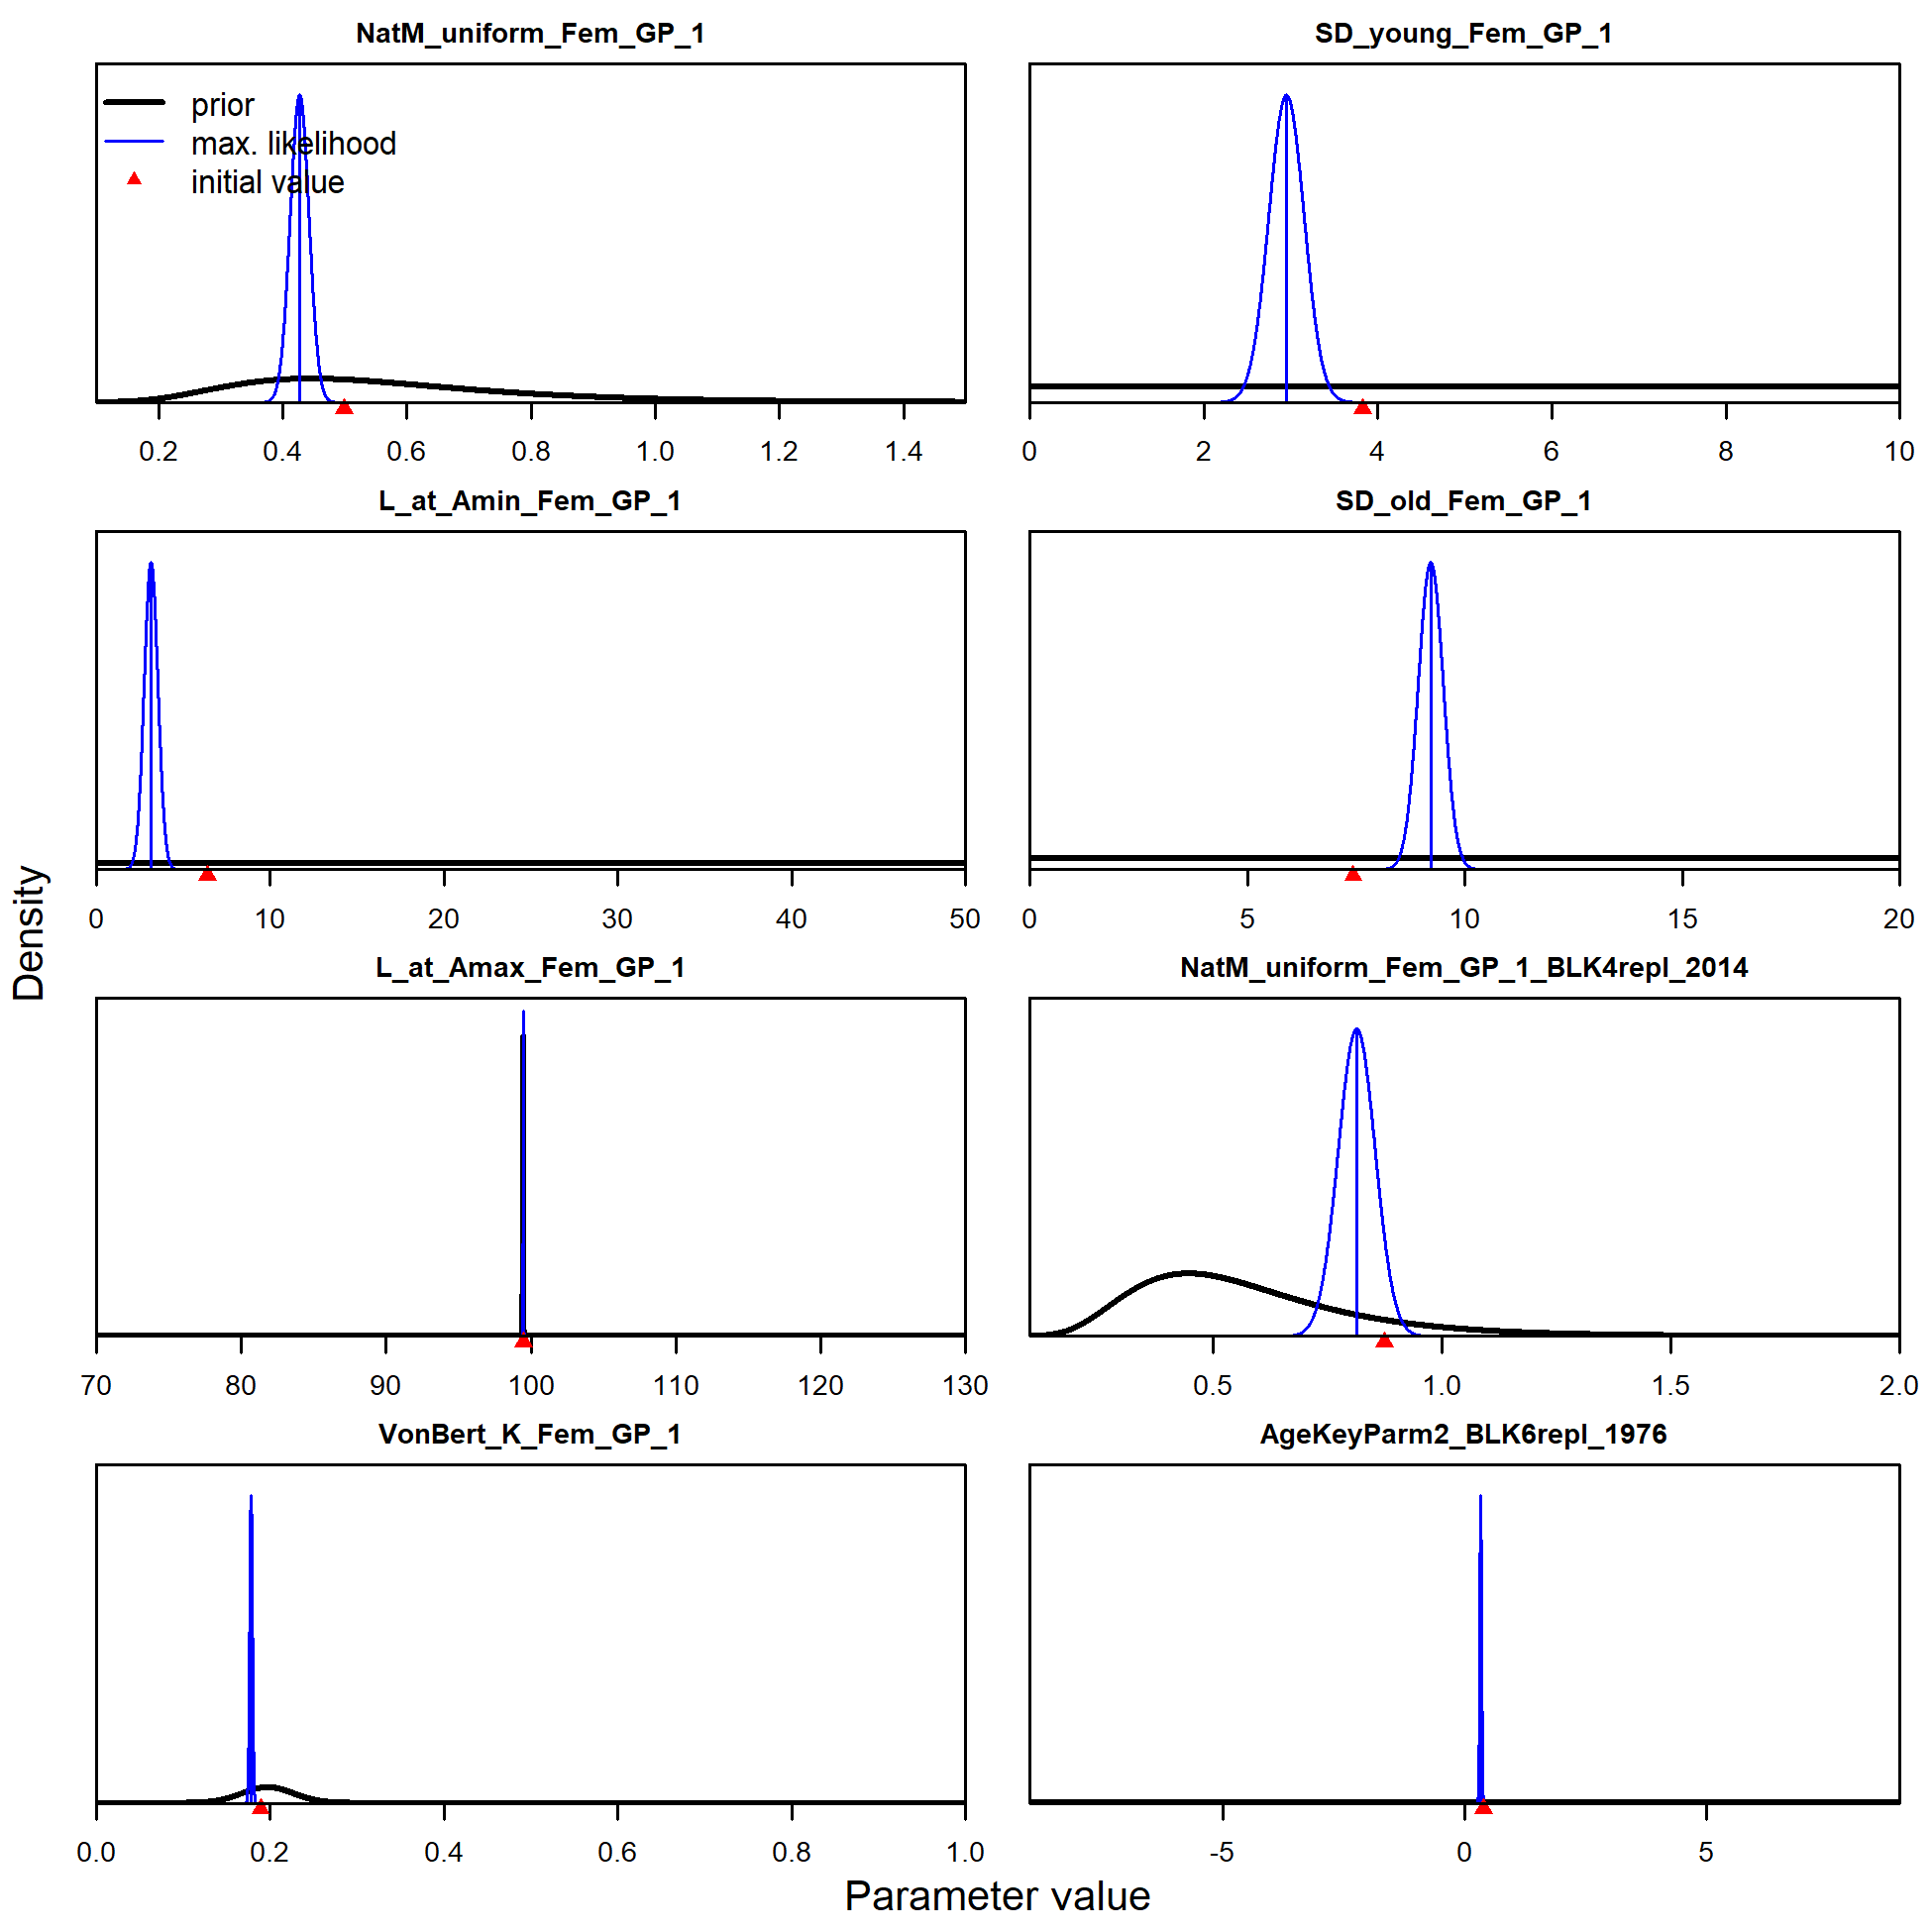 NatM_uniform_Fem_GP_1
prior
max. likelihood
initial value
0.2 0.4 0.6 0.8 1.0 1.2 1.4
SD_young_Fem_GP_1
0 2 4 6 8 10
L_at_Amin_Fem_GP_1
0 10 20 30 40 50
SD_old_Fem_GP_1
0 5 10 15 20
L_at_Amax_Fem_GP_1
70 80 90 100 110 120 130
NatM_uniform_Fem_GP_1_BLK4repl_2014
0.5 1.0 1.5 2.0
VonBert_K_Fem_GP_1
0.0 0.2 0.4 0.6 0.8 1.0
AgeKeyParm2_BLK6repl_1976
-5 0 5
Density
Parameter value